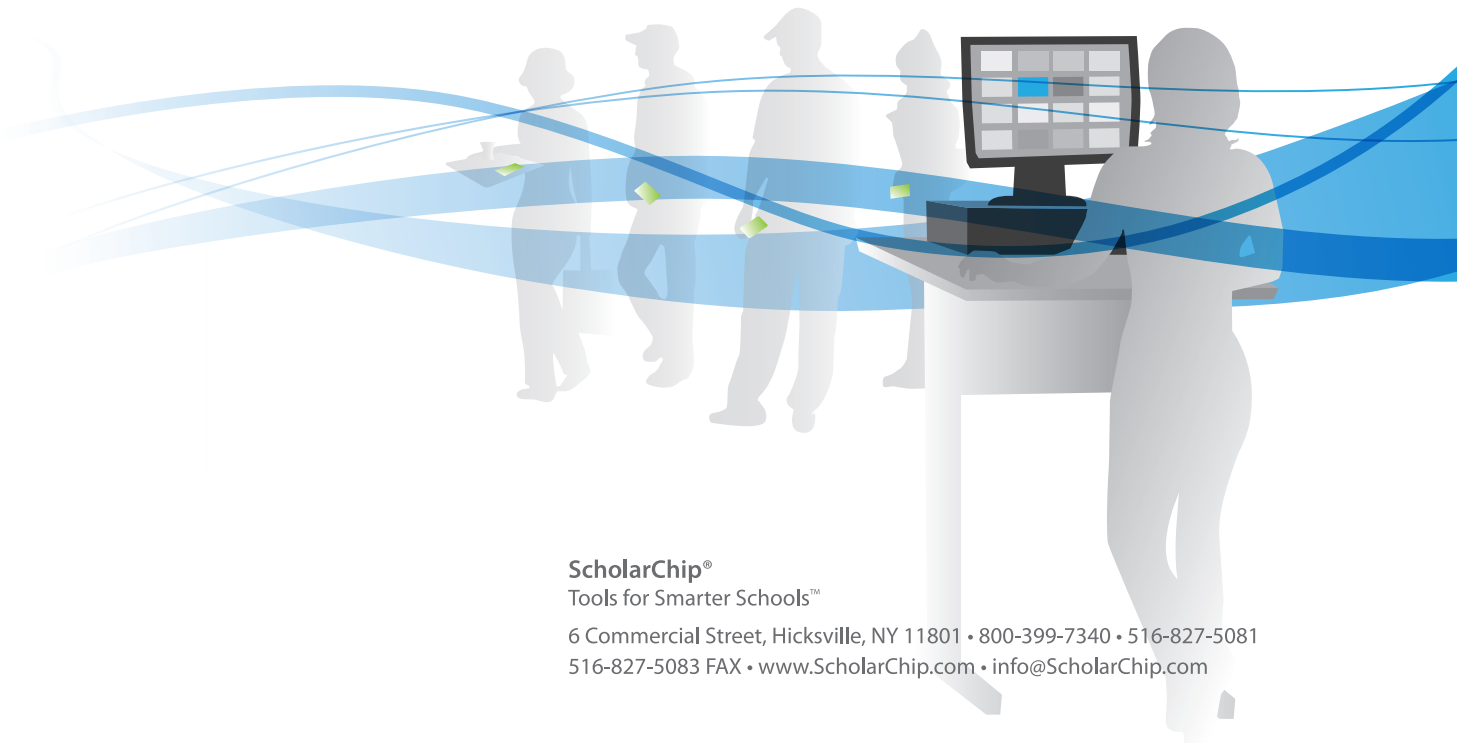 ScholarChip®
Tools for Smarter Schools™
6 Commercial Street, Hicksville, NY 11801 • 800-399-7340 • 516-827-5081
516-827-5083 FAX • www.ScholarChip.com • info@ScholarChip.com